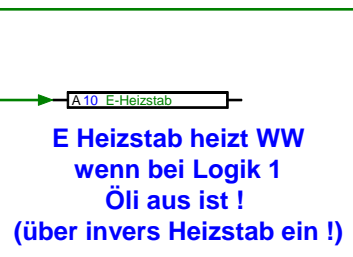 A 10 E-Heizstab
E Heizstab heizt WW
wenn bei Logik 1
Öli aus ist !
(über invers Heizstab ein !)